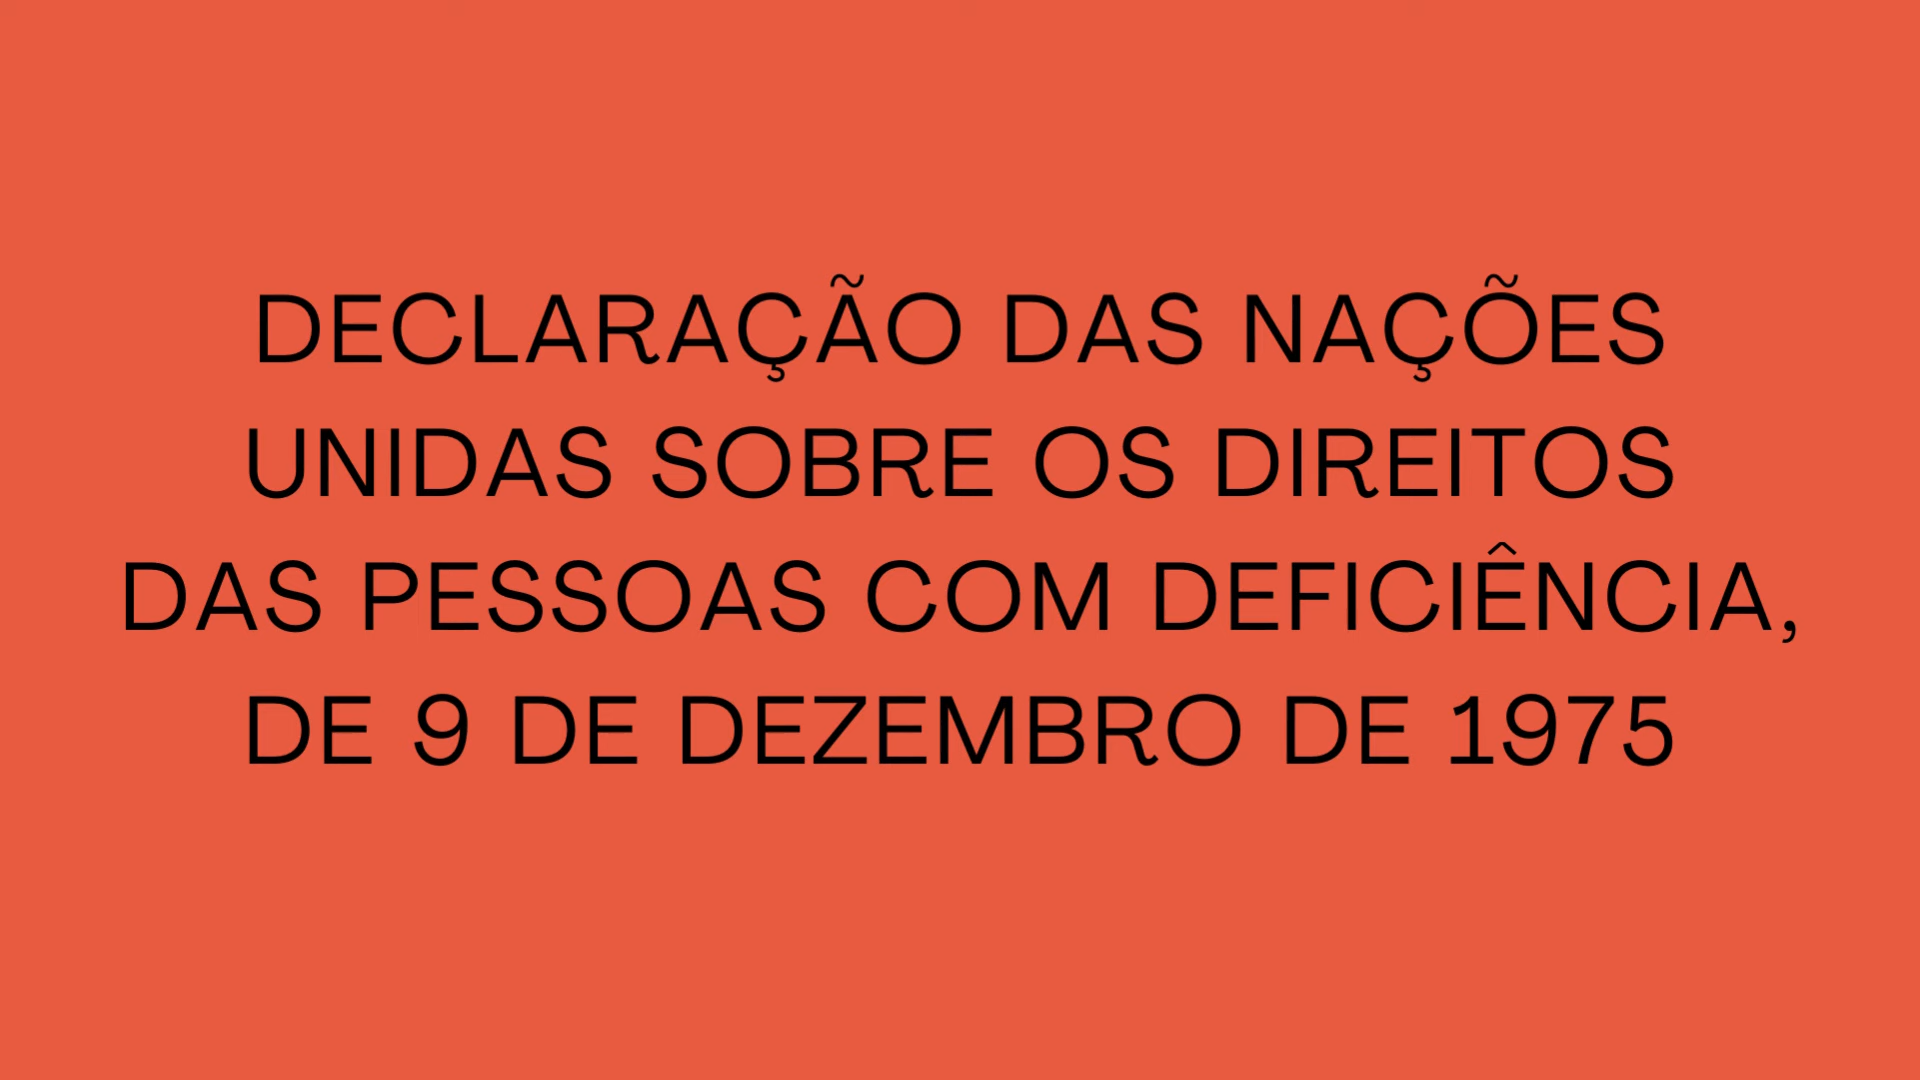 DECLARAÇÃO DAS NAÇÕES
UNIDAS SOBRE OS DIREITOS
DAS PESSOAS COM DEFICIÊNCIA,
DE 9 DE DEZEMBRO DE 1975